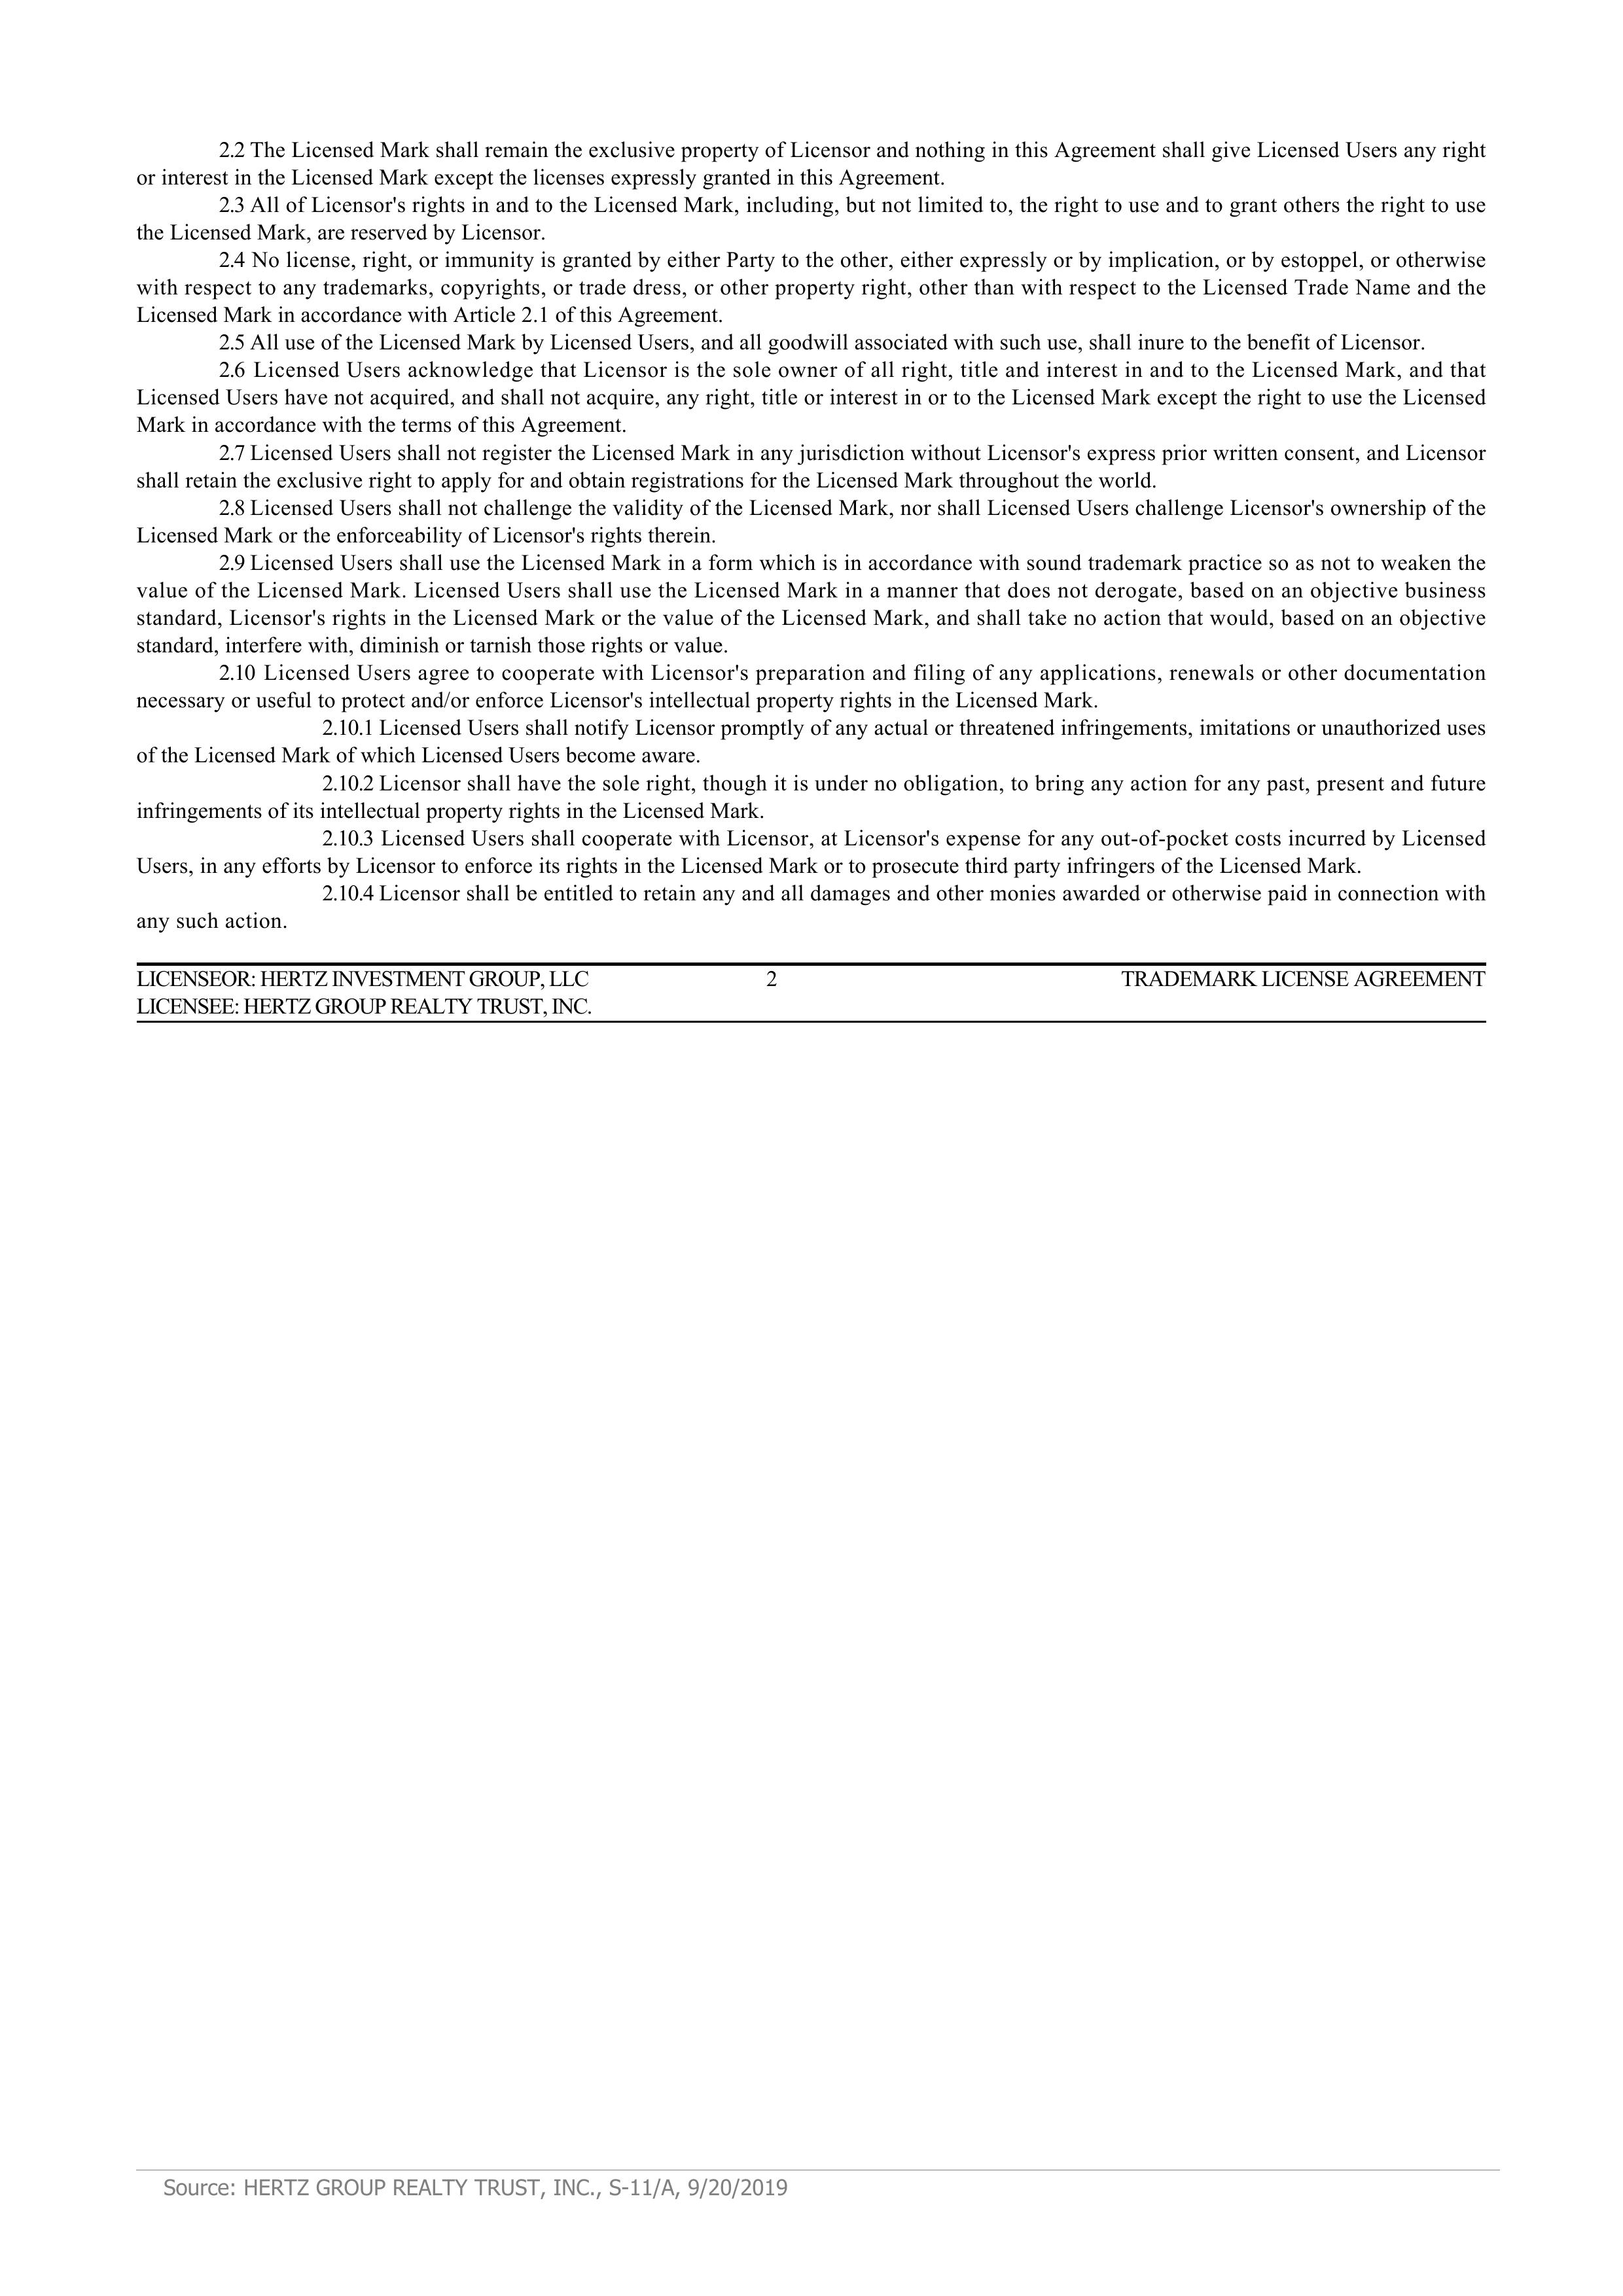 2.2 The Licensed Mark shall remain the exclusive property of Licensor and nothing in this Agreement shall give Licensed Users any right
or interest in the Licensed Mark except the licenses expressly granted in this Agreement.
2.3 All of Licensor's rights in and to the Licensed Mark, including, but not limited to, the right to use and to grant others the right to use
the Licensed Mark, are reserved by Licensor.
2.4 No license, right, or immunity is granted by either Party to the other, either expressly or by implication, or by estoppel, or otherwise
with respect to any trademarks, copyrights, or trade dress, or other property right, other than with respect to the Licensed Trade Name and the
Licensed Mark in accordance with Article 2.1 of this Agreement.
2.5 All use of the Licensed Mark by Licensed Users, and all goodwill associated with such use, shall inure to the benefit of Licensor.
2.6 Licensed Users acknowledge that Licensor is the sole owner of all right, title and interest in and to the Licensed Mark, and that
Licensed Users have not acquired, and shall not acquire, any right, title or interest in or to the Licensed Mark except the right to use the Licensed
Mark in accordance with the terms of this Agreement.
2.7 Licensed Users shall not register the Licensed Mark in any jurisdiction without Licensor's express prior written consent, and Licensor
shall retain the exclusive right to apply for and obtain registrations for the Licensed Mark throughout the world.
2.8 Licensed Users shall not challenge the validity of the Licensed Mark, nor shall Licensed Users challenge Licensor's ownership of the
Licensed Mark or the enforceability of Licensor's rights therein.
2.9 Licensed Users shall use the Licensed Mark in a form which is in accordance with sound trademark practice so as not to weaken the
value of the Licensed Mark. Licensed Users shall use the Licensed Mark in a manner that does not derogate, based on an objective business
standard, Licensor's rights in the Licensed Mark or the value of the Licensed Mark, and shall take no action that would, based on an objective
standard, interfere with, diminish or tarnish those rights or value.
2.10 Licensed Users agree to cooperate with Licensor's preparation and filing of any applications, renewals or other documentation
necessary or useful to protect and/or enforce Licensor's intellectual property rights in the Licensed Mark.
2.10.1 Licensed Users shall notify Licensor promptly of any actual or threatened infringements, imitations or unauthorized uses
of the Licensed Mark of which Licensed Users become aware.
2.10.2 Licensor shall have the sole right, though it is under no obligation, to bring any action for any past, present and future
infringements of its intellectual property rights in the Licensed Mark.
2.10.3 Licensed Users shall cooperate with Licensor, at Licensor's expense for any out-of-pocket costs incurred by Licensed
Users, in any efforts by Licensor to enforce its rights in the Licensed Mark or to prosecute third party infringers of the Licensed Mark.
2.10.4 Licensor shall be entitled to retain any and all damages and other monies awarded or otherwise paid in connection with
any such action.
LICENSEOR: HERTZ INVESTMENT GROUP, LLC 2 TRADEMARK LICENSE AGREEMENT
LICENSEE: HERTZ GROUP REALTY TRUST, INC.
Source: HERTZ GROUP REALTY TRUST, INC., S-11/A, 9/20/2019